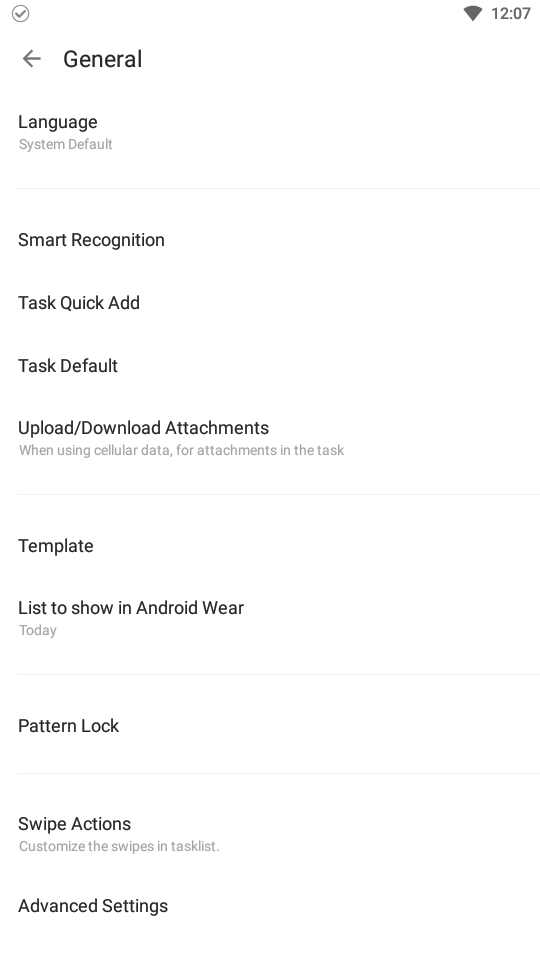 12:07
General
Language
System Default
Smart Recognition
Task Quick Add
Task Default
Upload/Download Attachments
When using cellular data, for attachments in the task
Template
List to show in Android Wear
Today
Pattern Lock
Swipe Actions
Customize the swipes in tasklist.
Advanced Settings